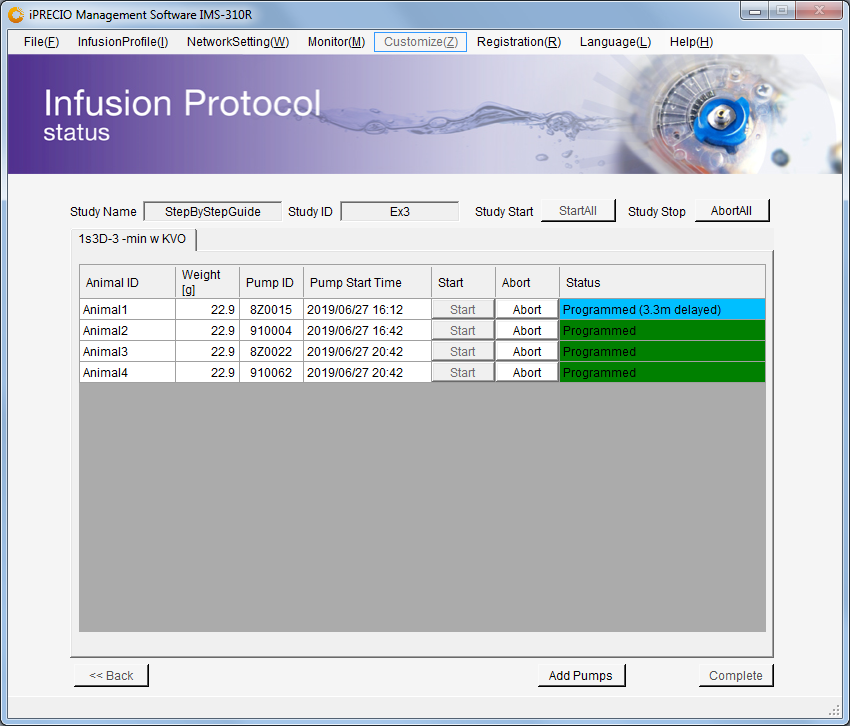 iPRECIO Management Software IMS-310R
File(F) InfusionProfile(I) NetworkSetting(W) Monitor(M) Customize(Z) Registration(R) Language(L) Help(H)
Infusion Protocol
status
Study Name StepByStepGuide Study ID Ex3 Study Start StartAll Study Stop AbortAll
1s3D-3 -min w KVO
Animal ID Weight [g] Pump ID Pump Start Time Start Abort Status
Animal1 22.9 8Z0015 2019/06/27 16:12 Start Abort Programmed (3.3m delayed)
Animal2 22.9 910004 2019/06/27 16:42 Start Abort Programmed
Animal3 22.9 8Z0022 2019/06/27 20:42 Start Abort Programmed
Animal4 22.9 910062 2019/06/27 20:42 Start Abort Programmed
<< Back Add Pumps Complete